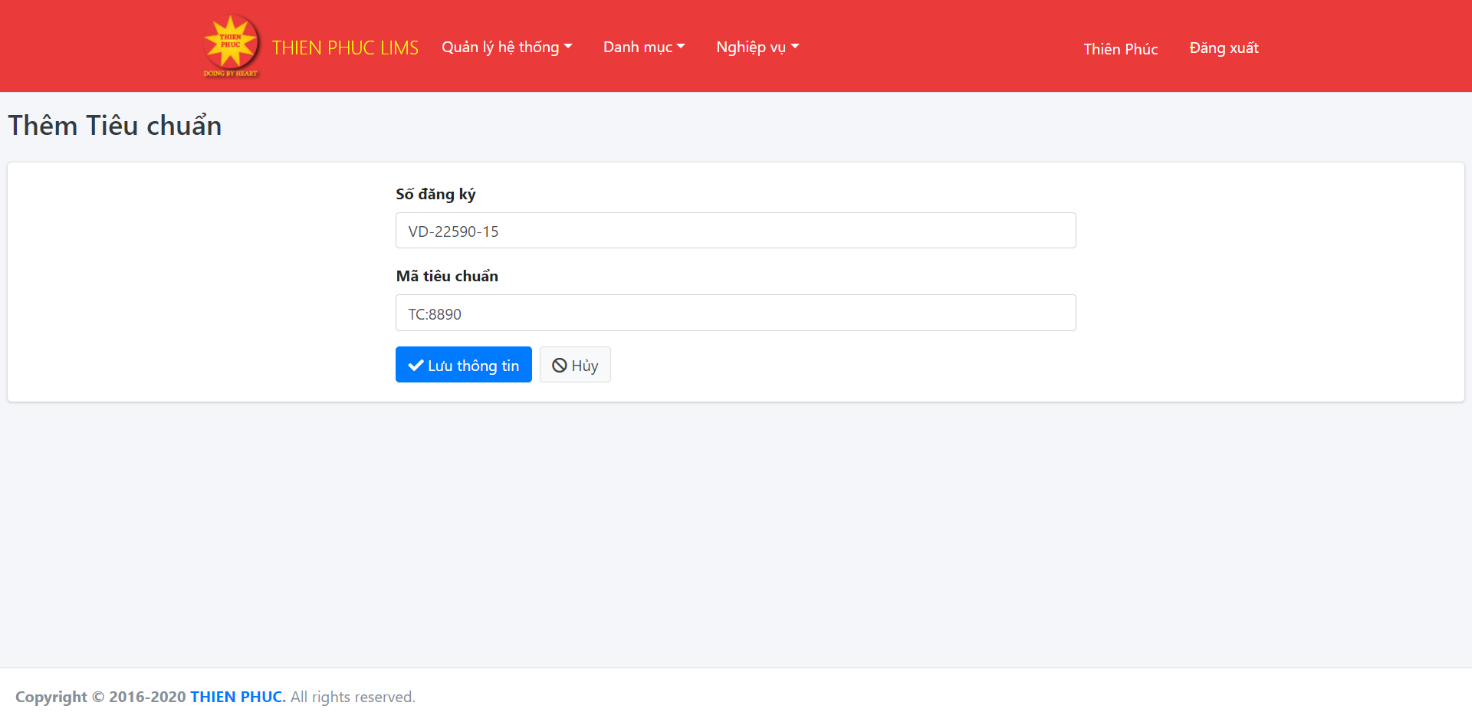 THIEN
PHUC
DOING BY HEART
THIEN PHUC LIMS Quản lý hệ thống Danh mục Nghiệp vụ Thiên Phúc Đăng xuất
Thêm Tiêu chuẩn
Số đăng ký
VD-22590-15
Mã tiêu chuẩn
TC:8890
Lưu thông tin Hủy
Copyright © 2016-2020 THIEN PHUC. All rights reserved.